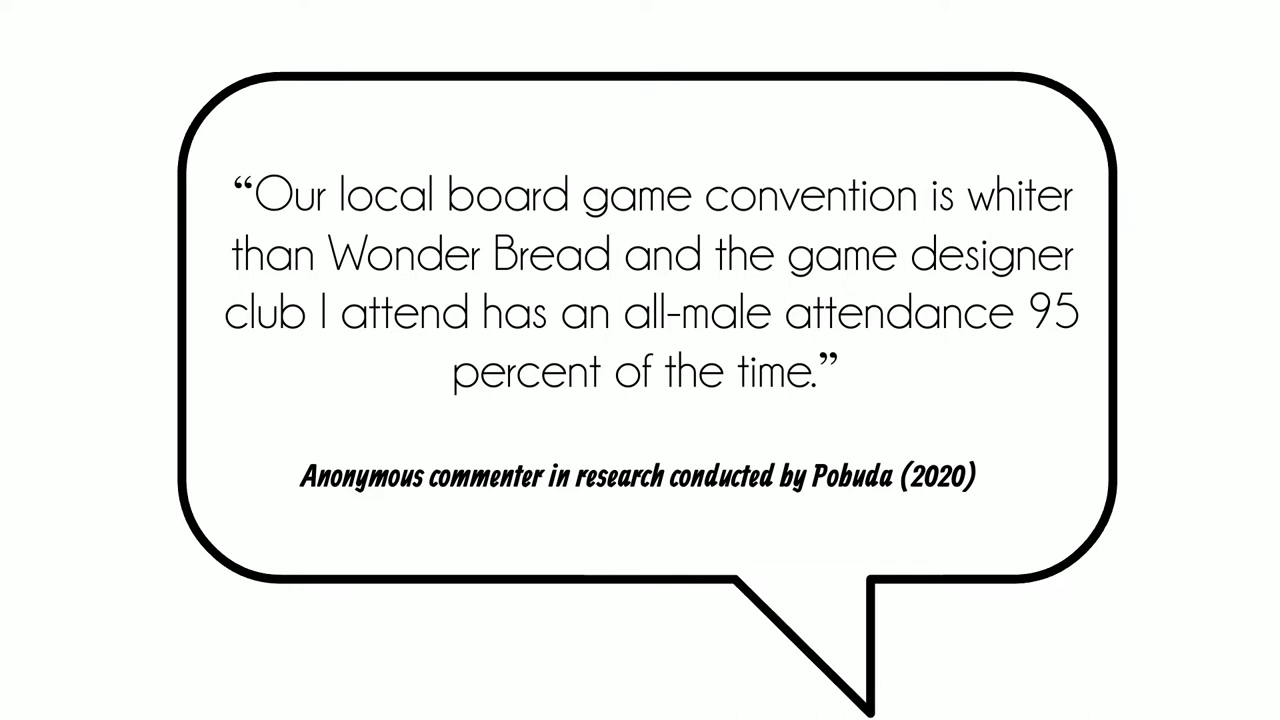 “Our local board game convention is whiter
than Wonder Bread and the game designer
club I attend has an all-male attendance 95
percent of the time.”
Anonymous commenter in research conducted by Pobuda (2020)